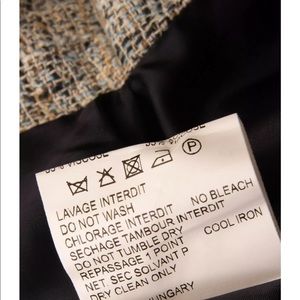 VISCOSE
P
LAVAGE INTERDIT
DO NOT WASH
CHLORAGE INTERDIT NO BLEACH
SECHAGE TAMBOUR INTERDIT
DO NOT TUMBLE DRY
REPASSAGE 1 POINT COOL IRON
NET. SEC SOLVANT P
DRY CLEAN ONLY
HUNGARY